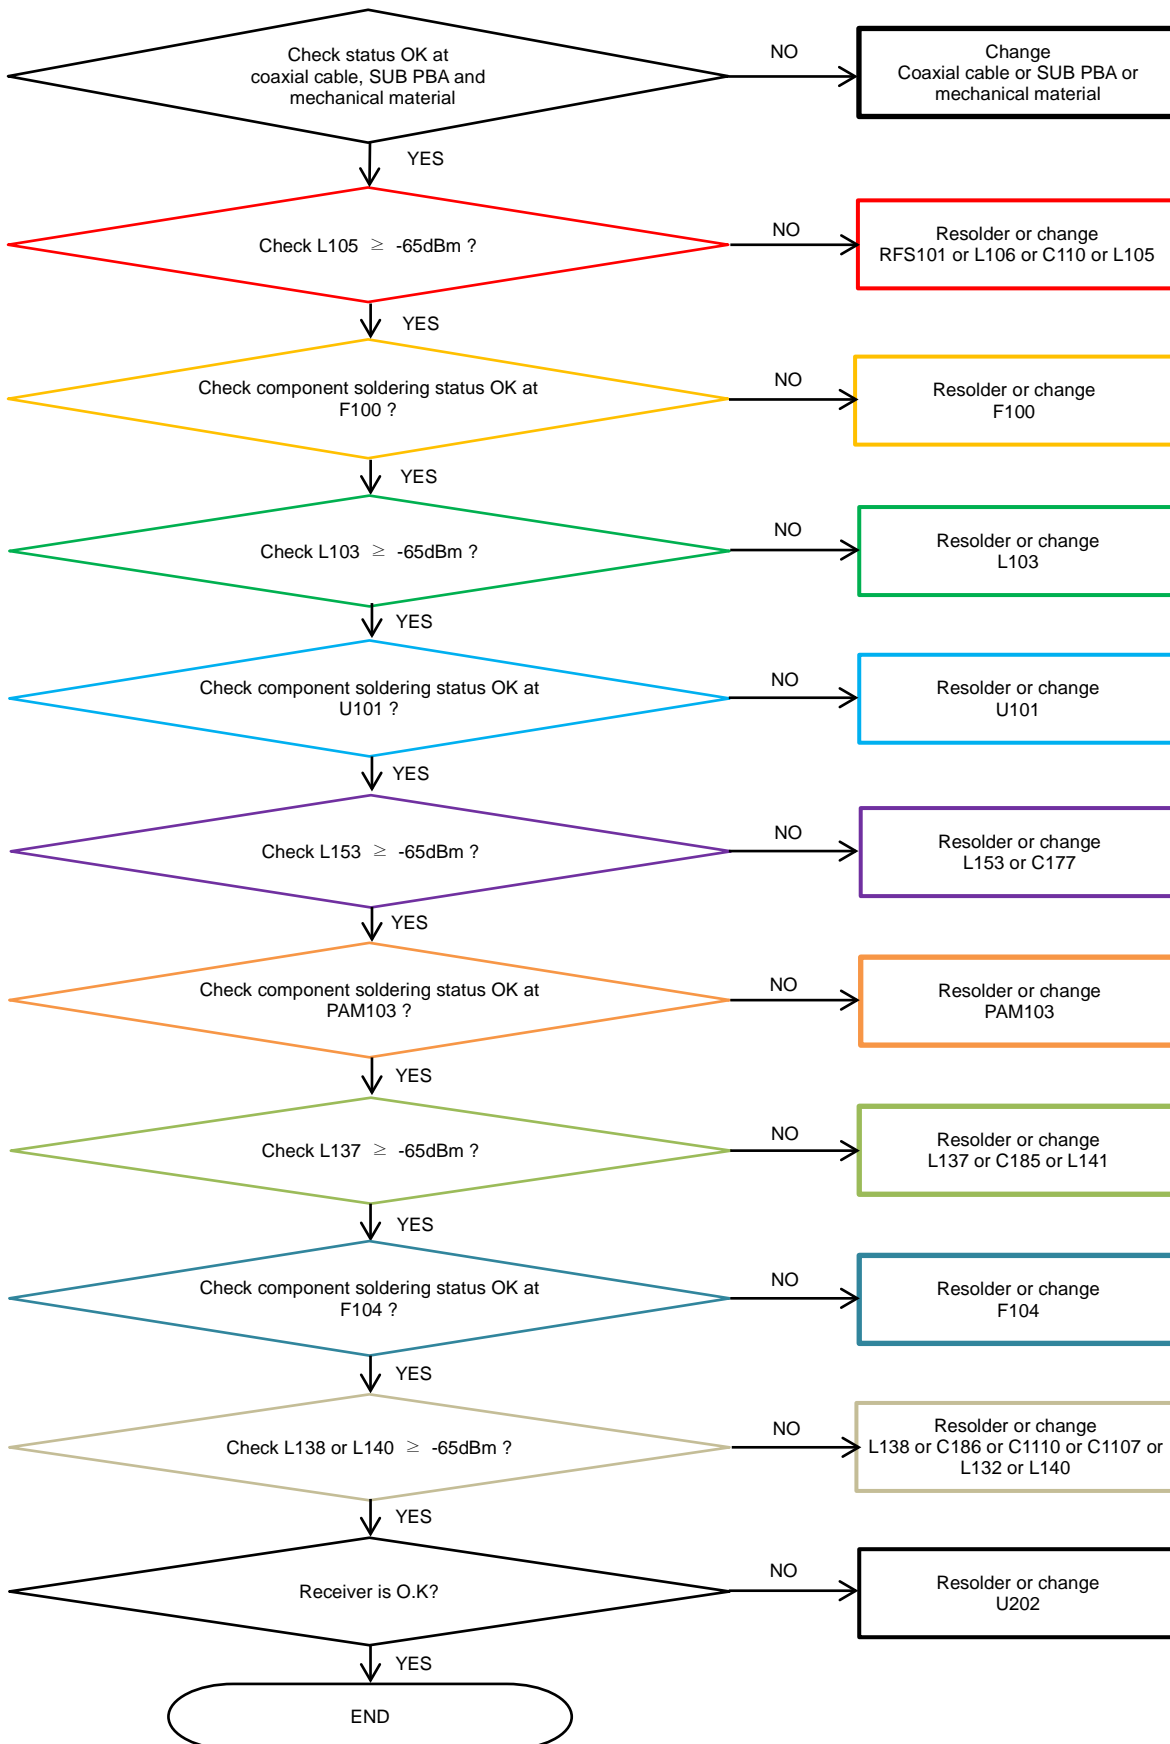 Check status OK at
coaxial cable, SUB PBA and
mechanical material
NO
Change
Coaxial cable or SUB PBA or
mechanical material
YES
Check L105 ≥ -65dBm ?
NO
Resolder or change
RFS101 or L106 or C110 or L105
YES
Check component soldering status OK at
F100 ?
NO
Resolder or change
F100
YES
Check L103 ≥ -65dBm ?
NO
Resolder or change
L103
YES
Check component soldering status OK at
U101 ?
NO
Resolder or change
U101
YES
Check L153 ≥ -65dBm ?
NO
Resolder or change
L153 or C177
YES
Check component soldering status OK at
PAM103 ?
NO
Resolder or change
PAM103
YES
Check L137 ≥ -65dBm ?
NO
Resolder or change
L137 or C185 or L141
YES
Check component soldering status OK at
F104 ?
NO
Resolder or change
F104
YES
Check L138 or L140 ≥ -65dBm ?
NO
Resolder or change
L138 or C186 or C1110 or C1107 or
L132 or L140
YES
Receiver is O.K?
NO
Resolder or change
U202
YES
END